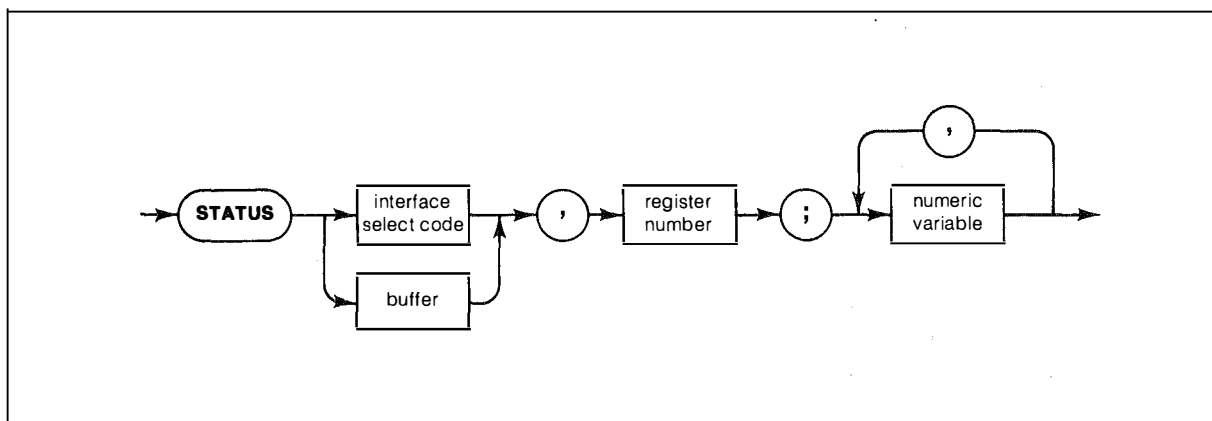 ,
STATUS
interface
select code
,
register
number
;
numeric
variable
buffer